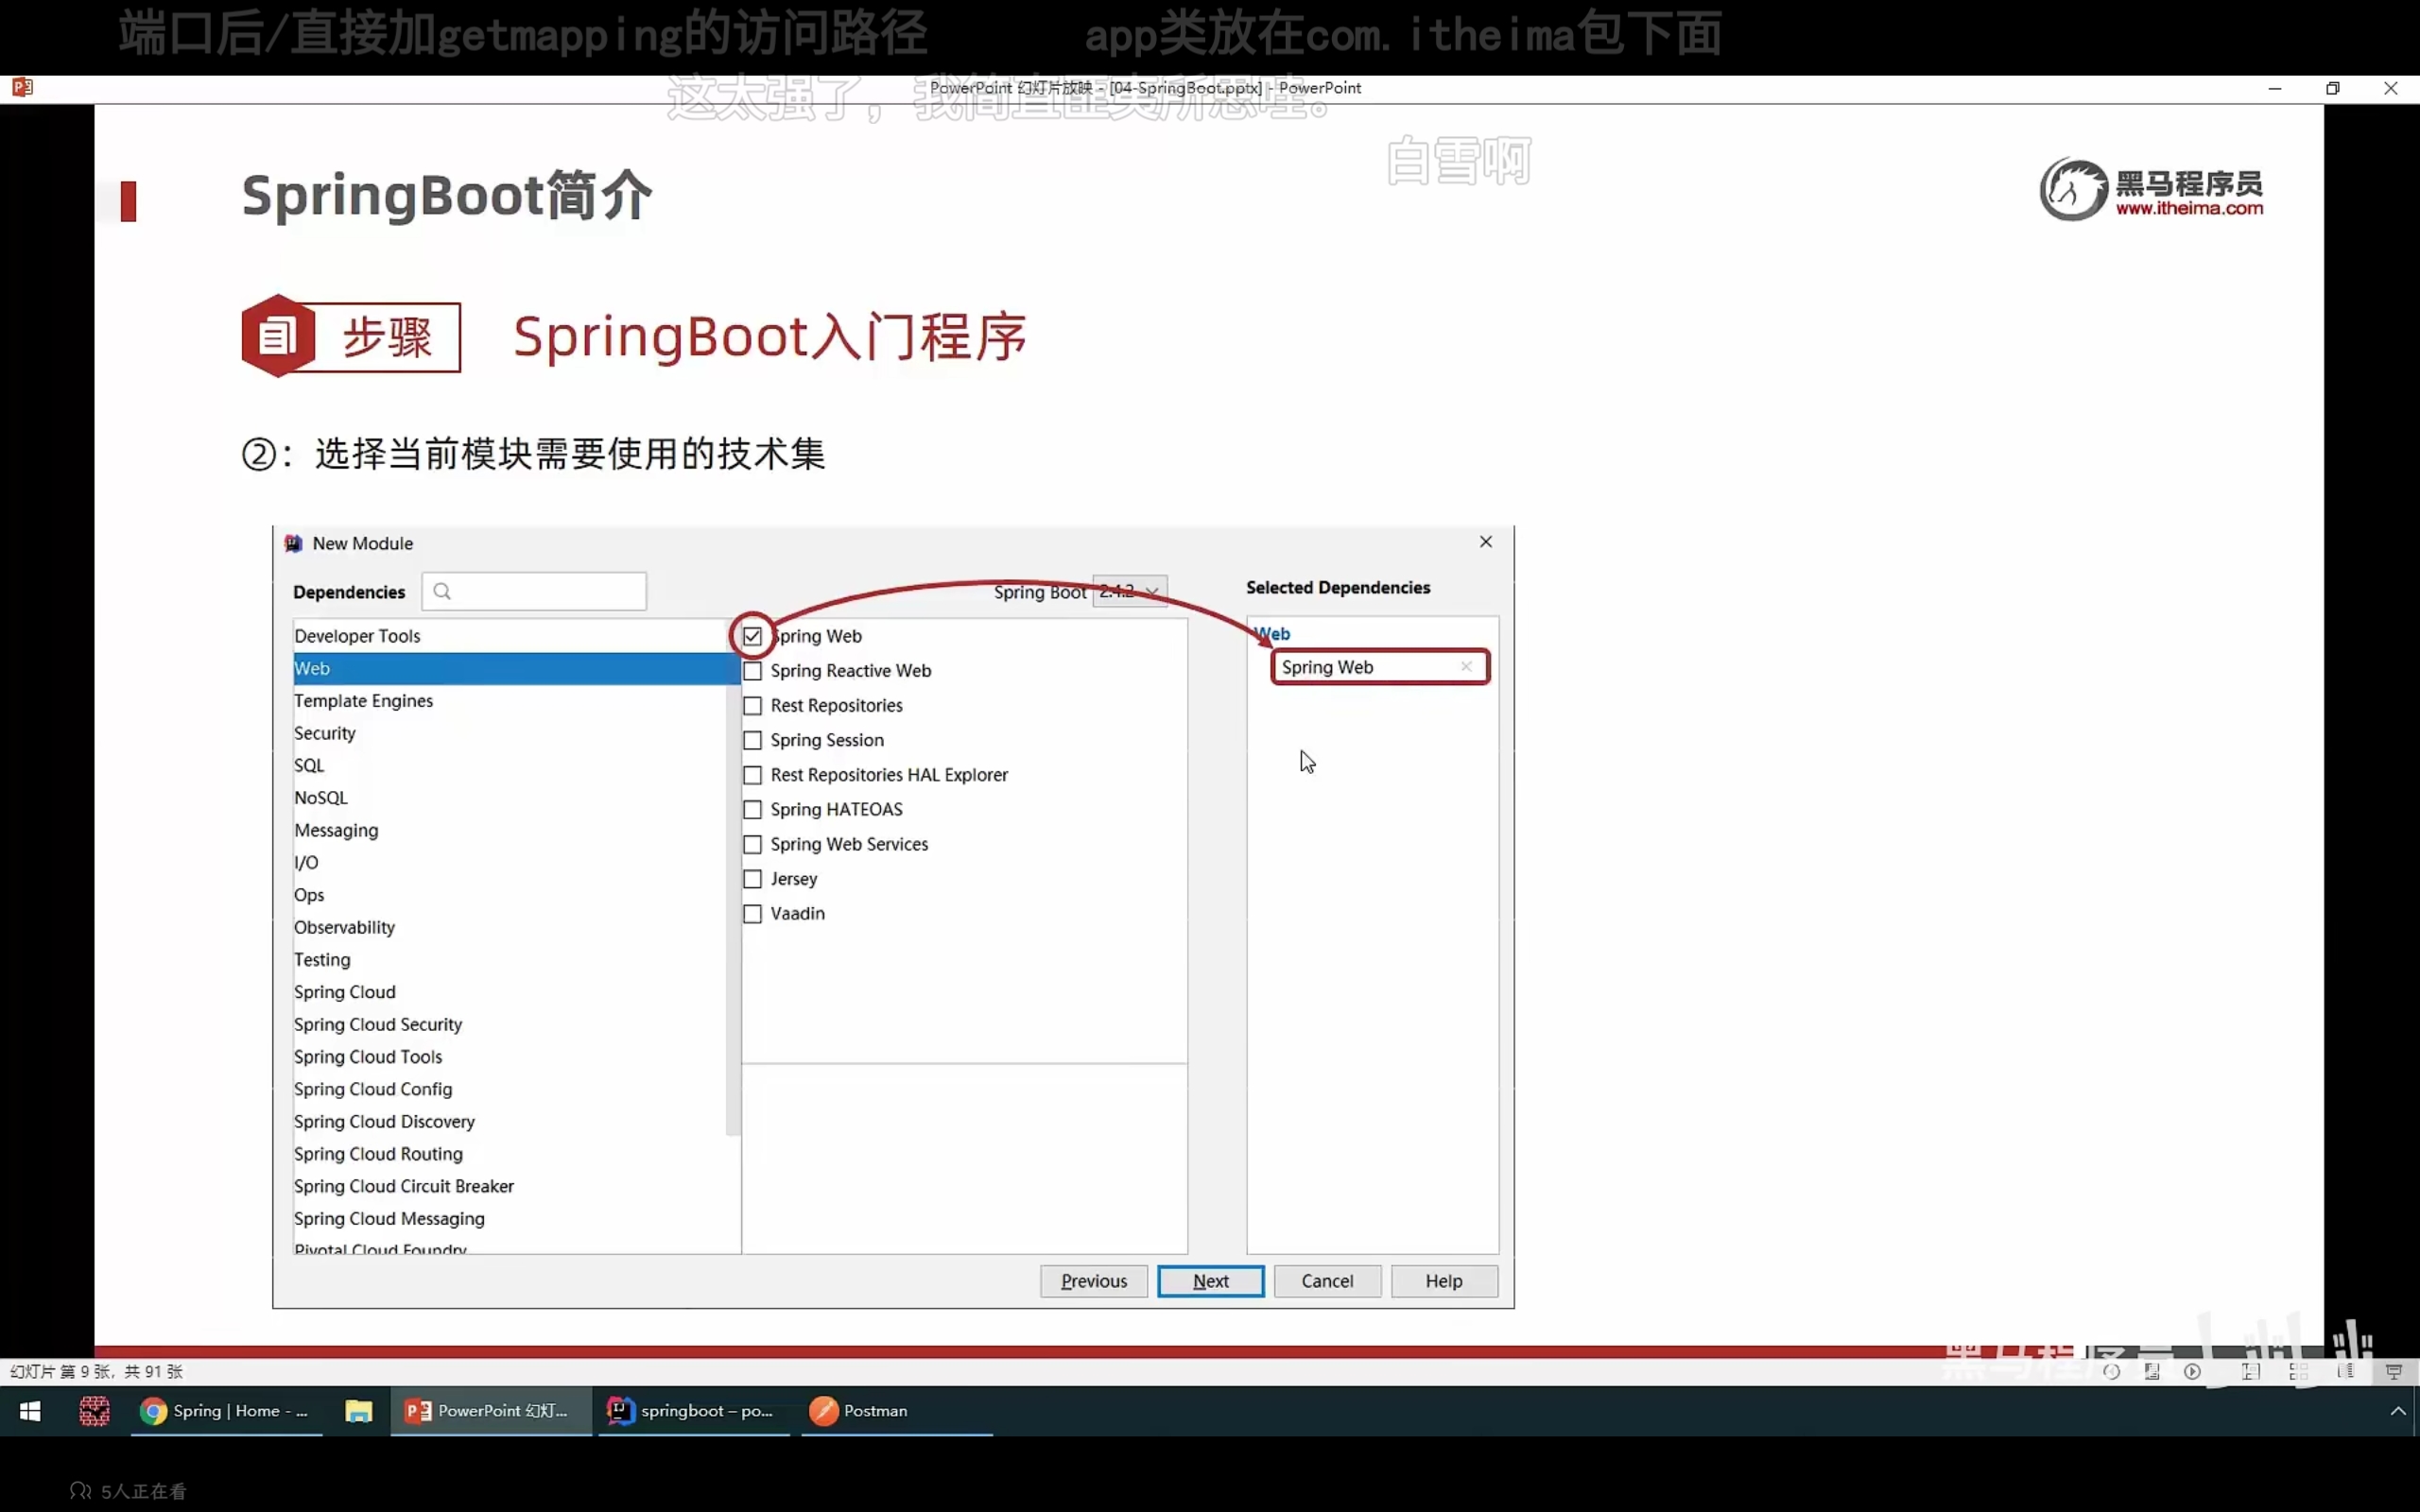 端口后/直接加getmapping的访问路径
app类放在com.itheima包下面
PowerPoint 幻灯片放映 - [04-SpringBoot.pptx] - PowerPoint
这太强了，我简直匪夷所思哇。
白雪啊
SpringBoot简介
黑马程序员
www.itheima.com
步骤
SpringBoot入门程序
②：选择当前模块需要使用的技术集
New Module
Dependencies
Spring Boot 2.4.2
Selected Dependencies
Developer Tools
Web
Template Engines
Security
SQL
NoSQL
Messaging
I/O
Ops
Observability
Testing
Spring Cloud
Spring Cloud Security
Spring Cloud Tools
Spring Cloud Config
Spring Cloud Discovery
Spring Cloud Routing
Spring Cloud Circuit Breaker
Spring Cloud Messaging
Pivotal Cloud Foundry
Spring Web
Spring Reactive Web
Rest Repositories
Spring Session
Rest Repositories HAL Explorer
Spring HATEOAS
Spring Web Services
Jersey
Vaadin
Web
Spring Web
Previous
Next
Cancel
Help
黑马程序员
幻灯片 第 9 张，共 91 张
Spring | Home - ...
PowerPoint 幻灯...
springboot – po...
Postman
5人正在看